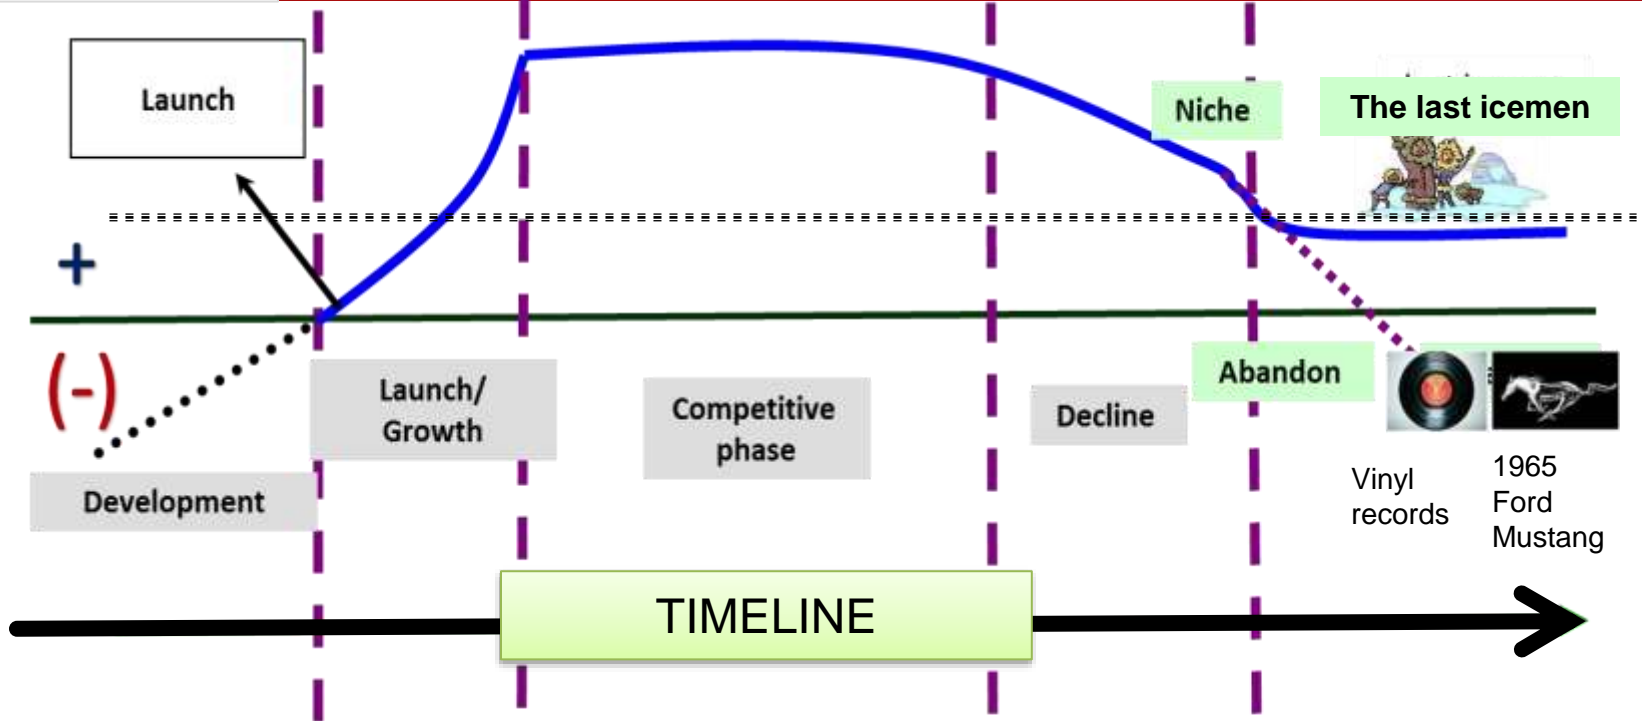 Launch
Niche
The last icemen
+
(-)
Launch/
Growth
Competitive
phase
Decline
Abandon
Development
Vinyl
records
1965
Ford
Mustang
TIMELINE